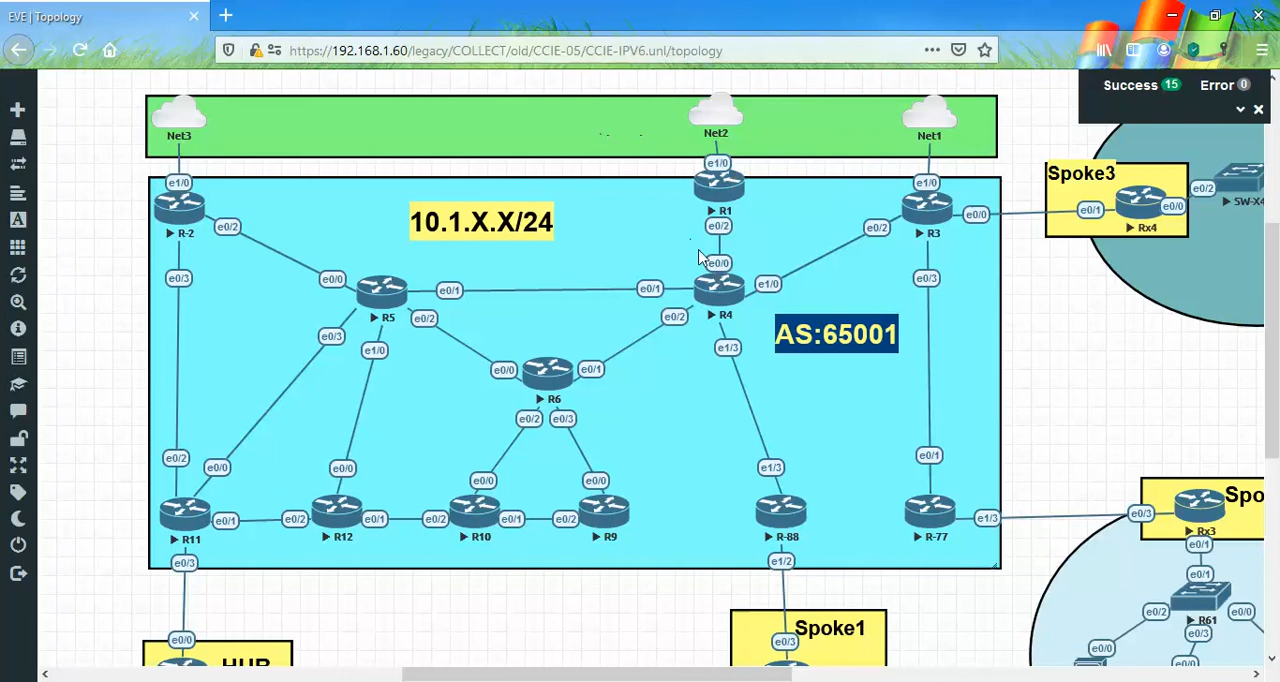 EVE | Topology
https://192.168.1.60/legacy/COLLECT/old/CCIE-05/CCIE-IPV6.unl/topology
Success 15 Error 0
Net3
Net2
Net1
e1/0
e1/0
e1/0
R-2
R1
R3
10.1.X.X/24
Spoke3
e0/2
e0/0
e0/1
e0/0
Rx4
SW-X4
e0/2
e0/2
e0/2
e0/3
e0/0
e0/0
e1/0
e0/3
e0/1
e0/1
R5
R4
e0/2
e0/2
AS:65001
e0/3
e1/0
e1/3
e0/0
e0/1
R6
e0/2
e0/3
e0/2
e0/0
e0/0
e0/0
e0/0
e1/3
e0/1
R11
e0/1
e0/2
R12
e0/1
e0/2
R10
e0/1
e0/2
R9
R-88
R-77
e1/3
e0/3
Spo
Rx3
e0/1
e0/3
e1/2
e0/1
R61
e0/2
e0/0
e0/3
e0/0
e0/0
e0/0
HUB
Spoke1
e0/3